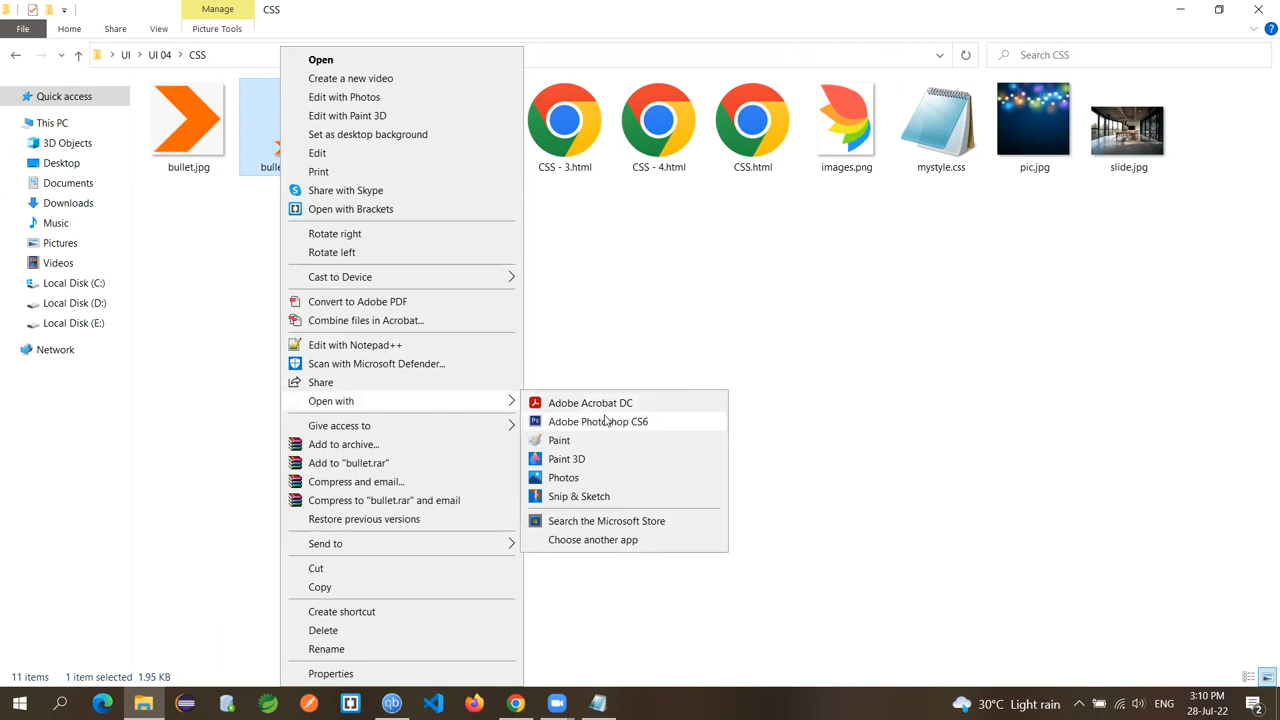 Manage
CSS
File
Home
Share
View
Picture Tools
UI
UI 04
CSS
Search CSS
Quick access
This PC
3D Objects
Desktop
Documents
Downloads
Music
Pictures
Videos
Local Disk (C:)
Local Disk (D:)
Local Disk (E:)
Network
bullet.jpg
CSS - 3.html
CSS - 4.html
CSS.html
images.png
mystyle.css
pic.jpg
slide.jpg
Open
Create a new video
Edit with Photos
Edit with Paint 3D
Set as desktop background
Edit
Print
Share with Skype
Open with Brackets
Rotate right
Rotate left
Cast to Device
Convert to Adobe PDF
Combine files in Acrobat...
Edit with Notepad++
Scan with Microsoft Defender...
Share
Open with
Give access to
Add to archive...
Add to "bullet.rar"
Compress and email...
Compress to "bullet.rar" and email
Restore previous versions
Send to
Cut
Copy
Create shortcut
Delete
Rename
Properties
Adobe Acrobat DC
Adobe Photoshop CS6
Paint
Paint 3D
Photos
Snip & Sketch
Search the Microsoft Store
Choose another app
11 items
1 item selected
1.95 KB
30°C Light rain
ENG
3:10 PM
28-Jul-22
2